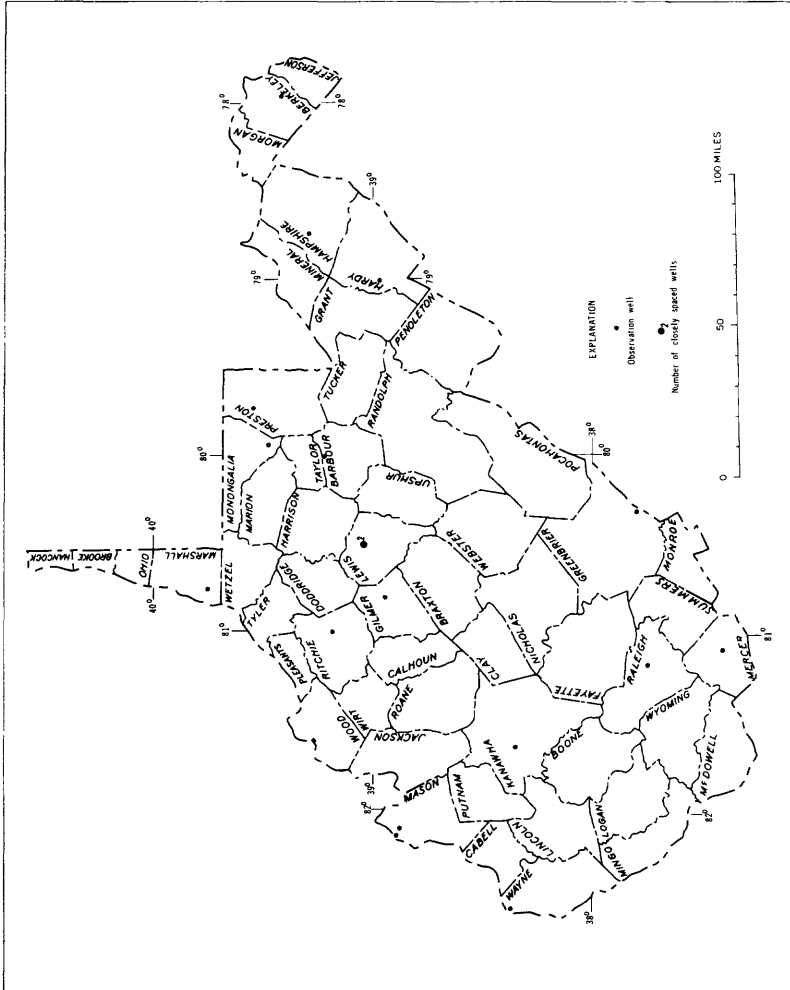 HANCOCK
BROOKE
OHIO
MARSHALL
40°
40°
WETZEL
MONONGALIA
MARION
PRESTON
80°
TYLER
81°
PLEASANTS
DODDRIDGE
HARRISON
TAYLOR
BARBOUR
TUCKER
RANDOLPH
GRANT
MINERAL
79°
HAMPSHIRE
MORGAN
78°
BERKELEY
JEFFERSON
78°
39°
HARDY
79°
PENDLETON
WOOD
WIRT
RITCHIE
GILMER
LEWIS
2
UPSHUR
CALHOUN
ROANE
JACKSON
BRAXTON
WEBSTER
39°
82°
MASON
PUTNAM
KANAWHA
CLAY
NICHOLAS
POCAHONTAS
GREENBRIER
38°
80°
CABELL
LINCOLN
BOONE
FAYETTE
WAYNE
38°
MINGO
LOGAN
82°
WYOMING
RALEIGH
SUMMERS
MONROE
McDOWELL
MERCER
81°
EXPLANATION
Observation well
2
Number of closely spaced wells
0 50 100 MILES